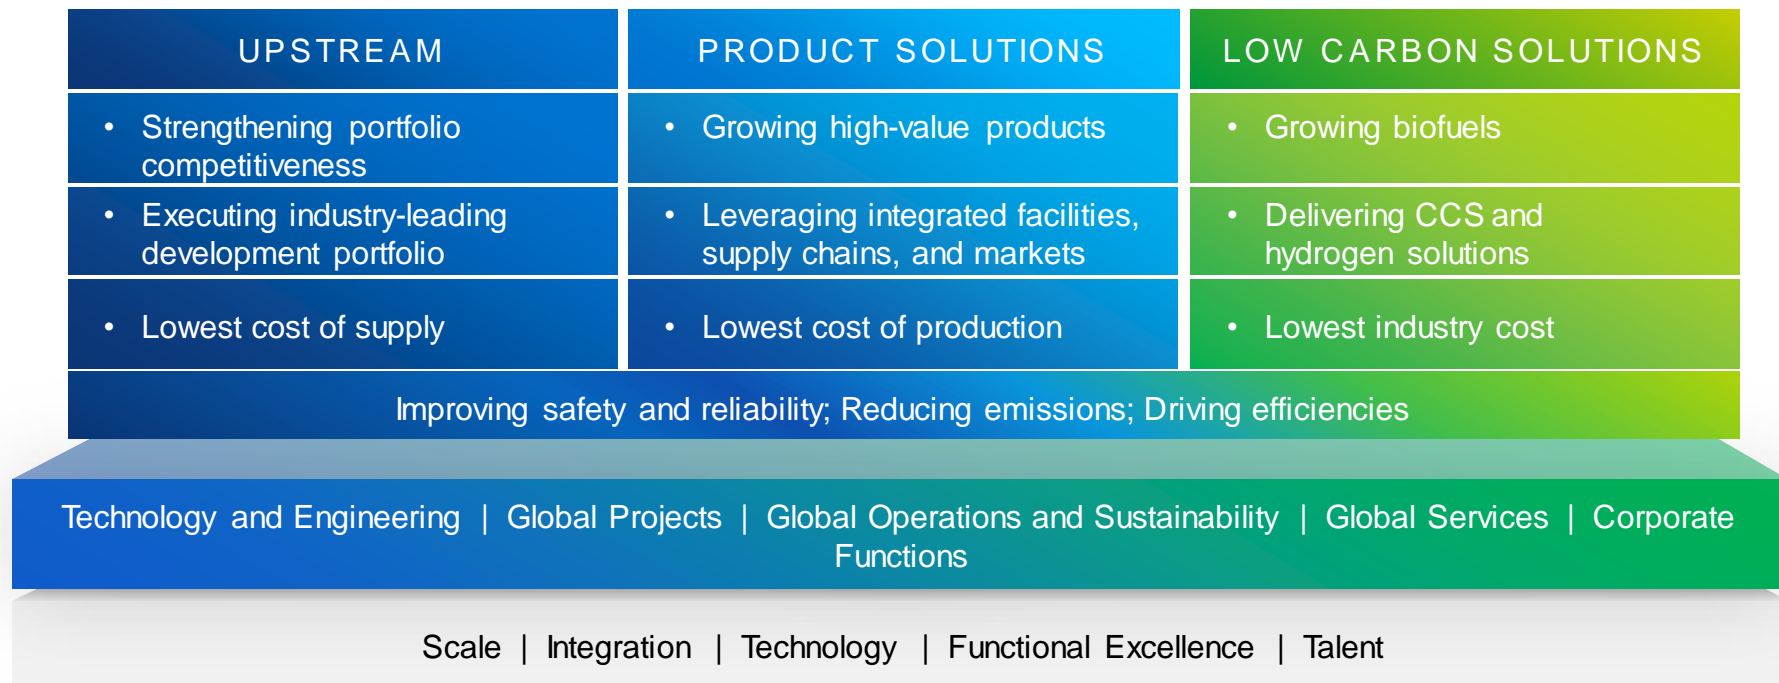 UPSTREAM
PRODUCT SOLUTIONS
LOW CARBON SOLUTIONS
• Strengthening portfolio
competitiveness
• Growing high-value products
• Growing biofuels
• Executing industry-leading
development portfolio
• Leveraging integrated facilities,
supply chains, and markets
• Delivering CCS and
hydrogen solutions
• Lowest cost of supply
• Lowest cost of production
• Lowest industry cost
Improving safety and reliability; Reducing emissions; Driving efficiencies
Technology and Engineering | Global Projects | Global Operations and Sustainability | Global Services | Corporate
Functions
Scale | Integration | Technology | Functional Excellence | Talent